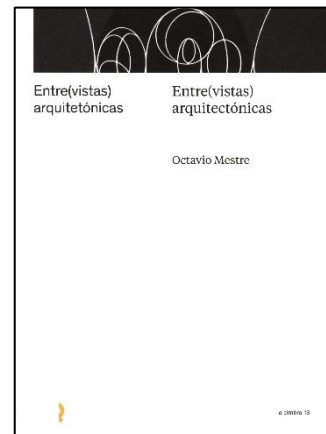 Entre(vistas)
arquitetónicas
Entre(vistas)
arquitectónicas
Octavio Mestre
e cimbra 13